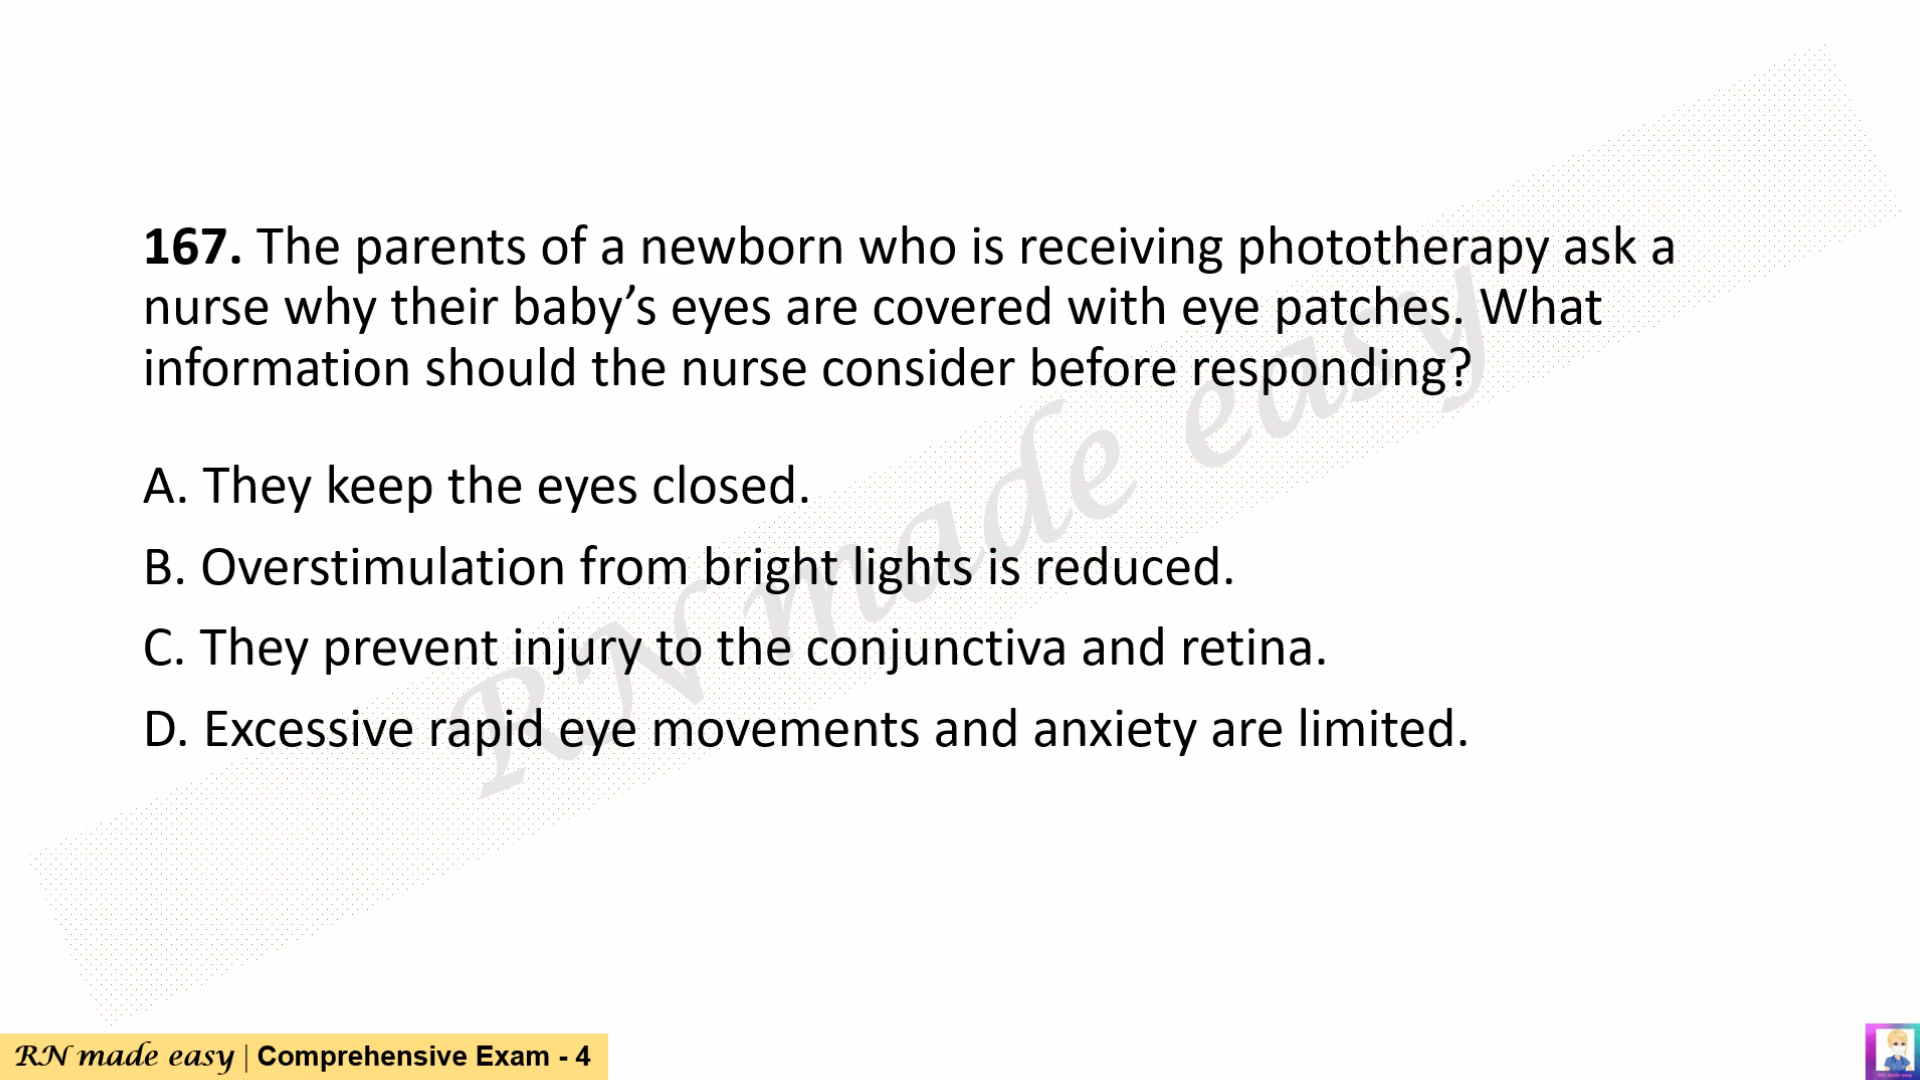 167. The parents of a newborn who is receiving phototherapy ask a
nurse why their baby’s eyes are covered with eye patches. What
information should the nurse consider before responding?
A. They keep the eyes closed.
B. Overstimulation from bright lights is reduced.
C. They prevent injury to the conjunctiva and retina.
D. Excessive rapid eye movements and anxiety are limited.
RN made easy
RN made easy | Comprehensive Exam - 4